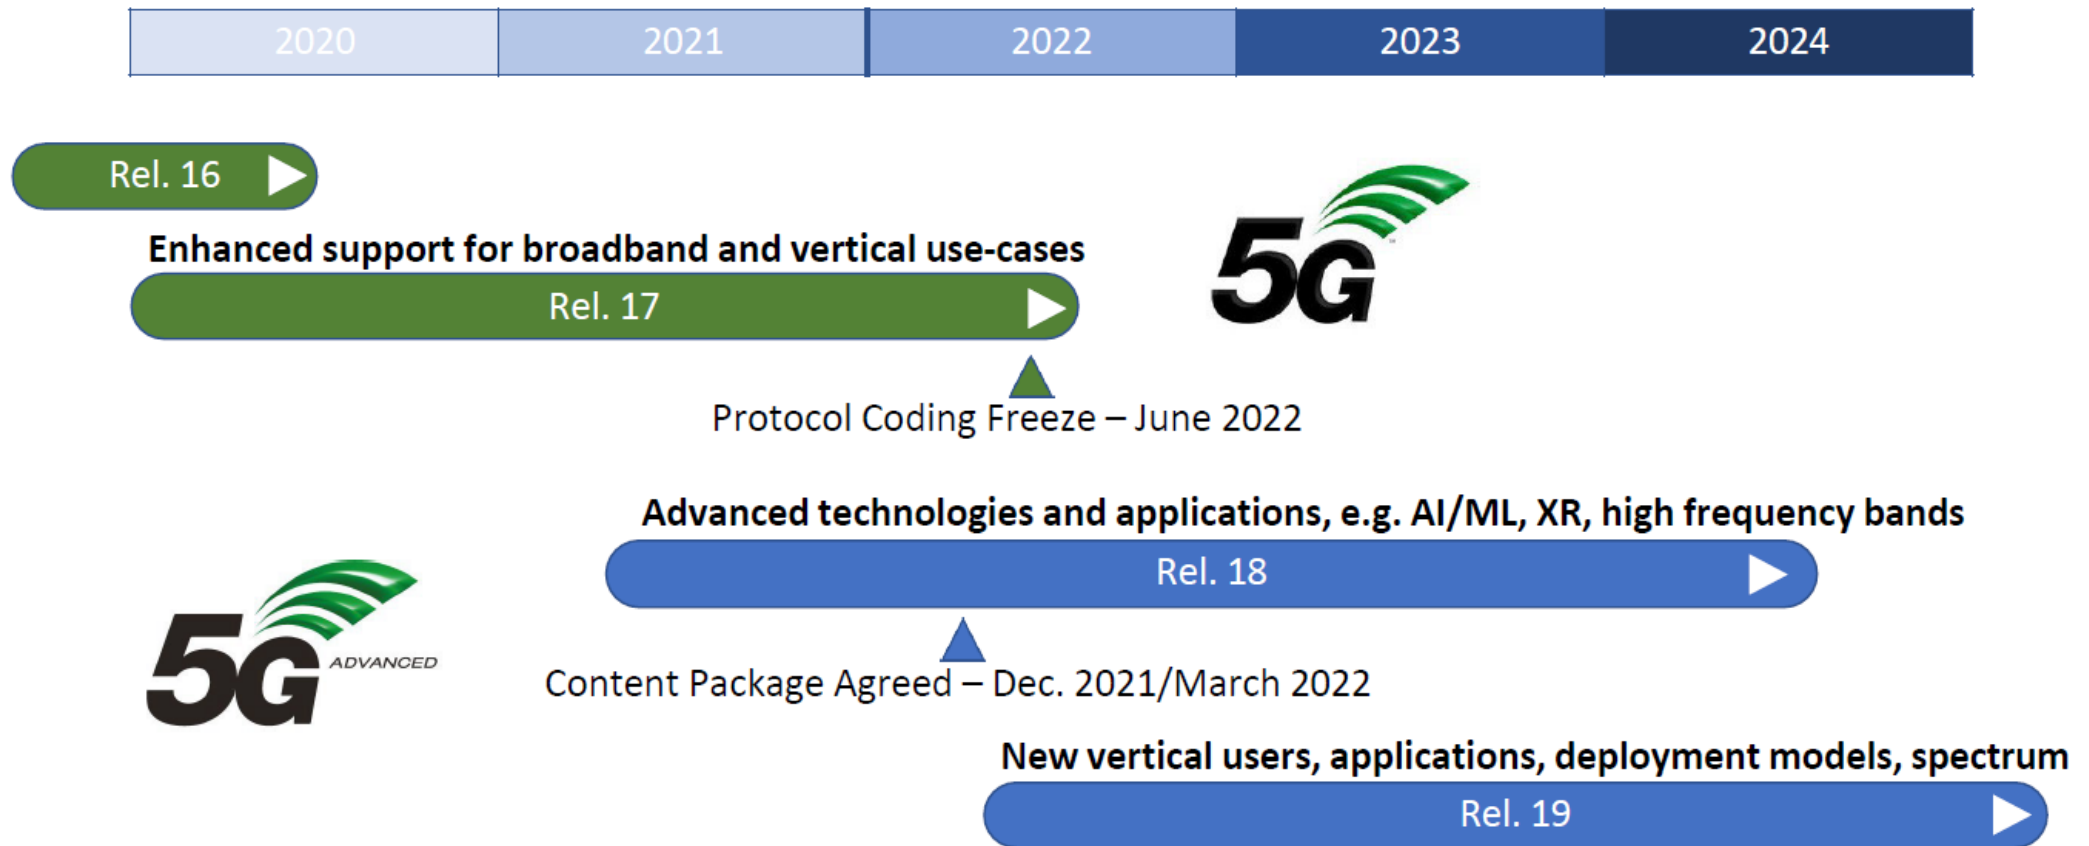 2020 2021 2022 2023 2024
Rel. 16
Enhanced support for broadband and vertical use-cases
Rel. 17
5G
Protocol Coding Freeze – June 2022
Advanced technologies and applications, e.g. AI/ML, XR, high frequency bands
Rel. 18
5G ADVANCED
Content Package Agreed – Dec. 2021/March 2022
New vertical users, applications, deployment models, spectrum
Rel. 19